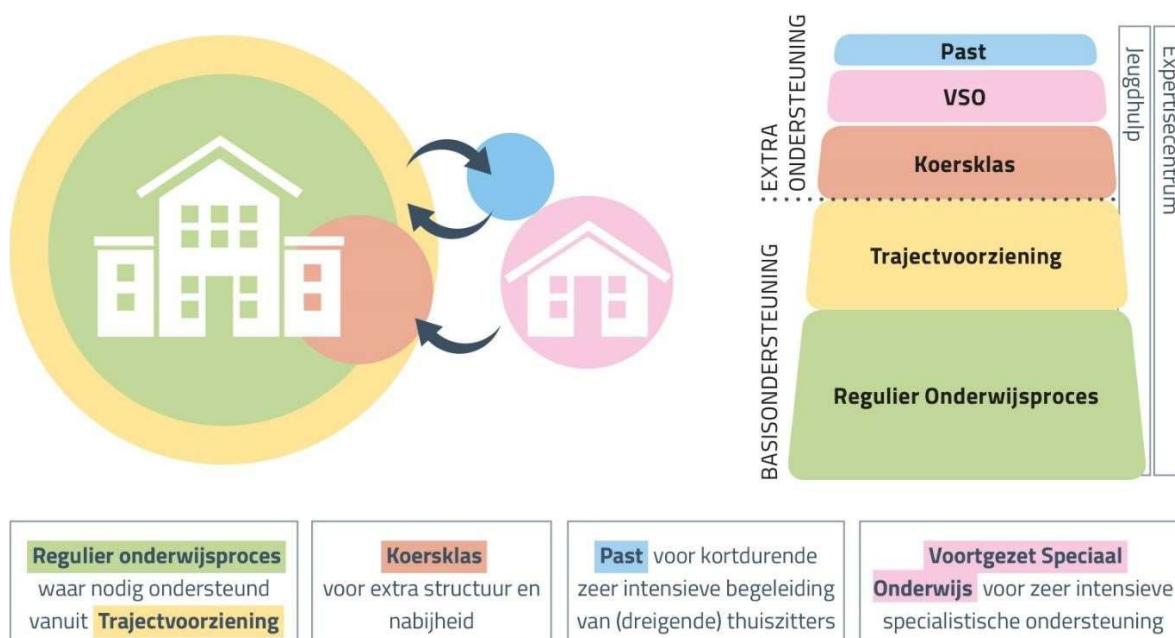 EXTRA
ONDERSTEUNING
BASISONDERSTEUNING
Past
VSO
Koersklas
Trajectvoorziening
Regulier Onderwijsproces
Jeugdhulp
Expertisecentrum
Regulier onderwijsproces
waar nodig ondersteund
vanuit Trajectvoorziening
Koersklas
voor extra structuur en
nabijheid
Past voor kortdurende
zeer intensieve begeleiding
van (dreigende) thuiszitters
Voortgezet Speciaal
Onderwijs voor zeer intensieve
specialistische ondersteuning